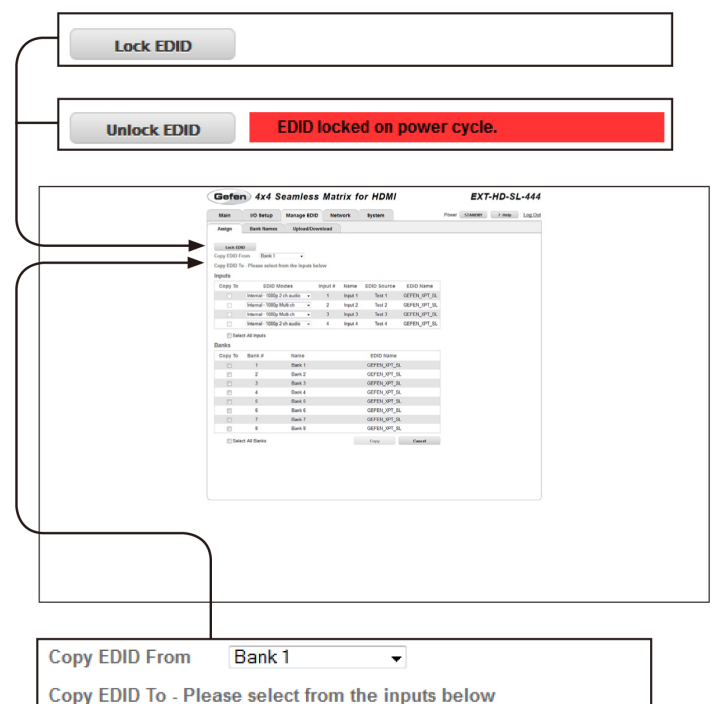 Lock EDID
Unlock EDID EDID locked on power cycle.
Gefen 4x4 Seamless Matrix for HDMI EXT-HD-SL-444
Main I/O Setup Manage EDID Network System Power STANDBY ? Help Log Out
Assign Bank Names Upload/Download
Lock EDID
Copy EDID From Bank 1
Copy EDID To - Please select from the inputs below
Inputs
Copy To EDID Modes Input # Name EDID Source EDID Name
Internal - 1080p 2 ch audio 1 Input 1 Test 1 GEFEN_XPT_SL
Internal - 1080p Multi ch 2 Input 2 Test 2 GEFEN_XPT_SL
Internal - 1080p Multi ch 3 Input 3 Test 3 GEFEN_XPT_SL
Internal - 1080p 2 ch audio 4 Input 4 Test 4 GEFEN_XPT_SL
Select All Inputs
Banks
Copy To Bank # Name EDID Name
1 Bank 1 GEFEN_XPT_SL
2 Bank 2 GEFEN_XPT_SL
3 Bank 3 GEFEN_XPT_SL
4 Bank 4 GEFEN_XPT_SL
5 Bank 5 GEFEN_XPT_SL
6 Bank 6 GEFEN_XPT_SL
7 Bank 7 GEFEN_XPT_SL
8 Bank 8 GEFEN_XPT_SL
Select All Banks Copy Cancel
Copy EDID From Bank 1
Copy EDID To - Please select from the inputs below